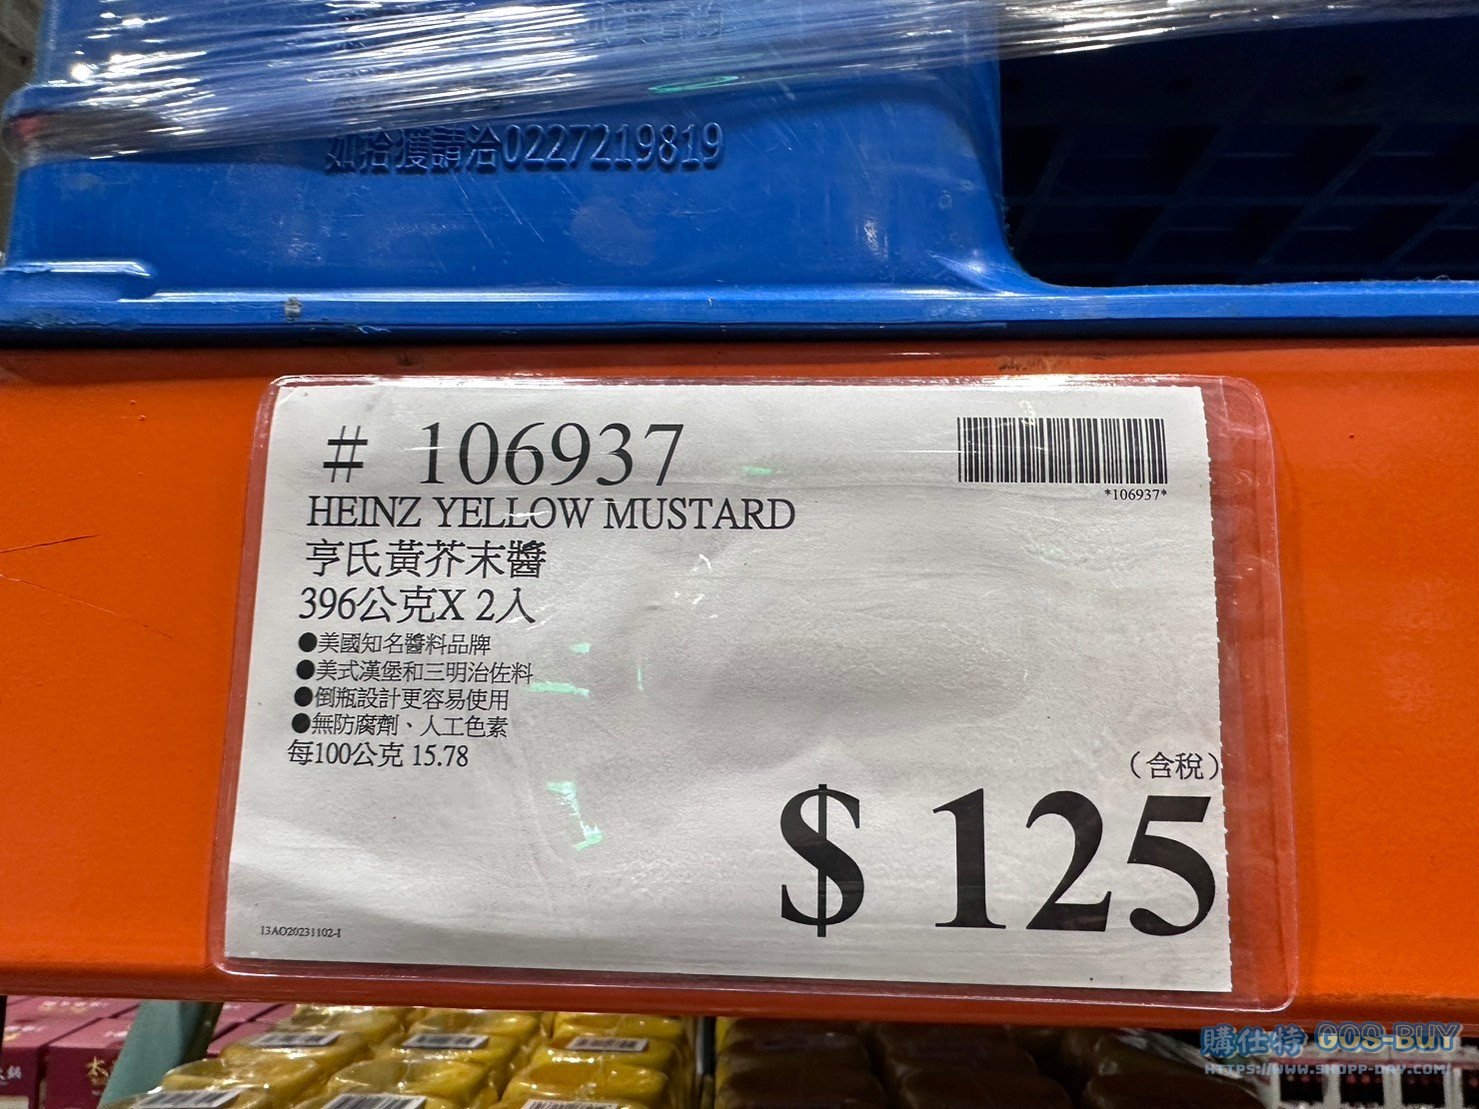 如拾獲請洽0227219819
# 106937
*106937*
HEINZ YELLOW MUSTARD
亨氏黃芥末醬
396公克X 2入
●美國知名醬料品牌
●美式漢堡和三明治佐料
●倒瓶設計更容易使用
●無防腐劑、人工色素
每100公克 15.78
(含稅)
$ 125
13AO20231102-I
購仕特 GOS-BUY
HTTPS://WWW.SHOPP-DAY.COM/